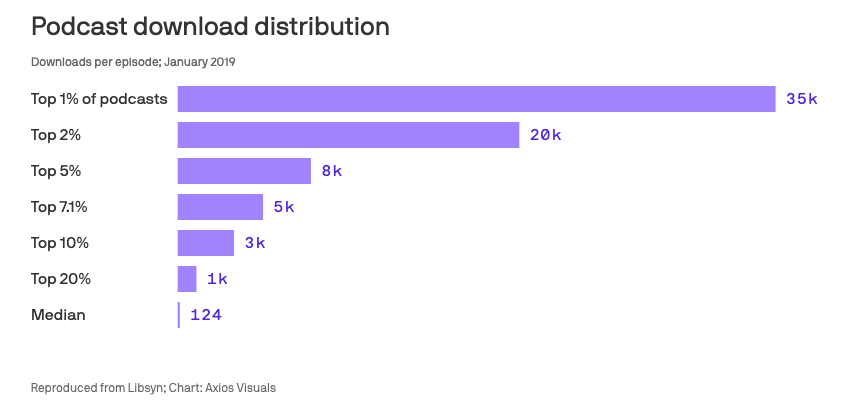 Podcast download distribution
Downloads per episode; January 2019
Top 1% of podcasts 35k
Top 2% 20k
Top 5% 8k
Top 7.1% 5k
Top 10% 3k
Top 20% 1k
Median 124
Reproduced from Libsyn; Chart: Axios Visuals